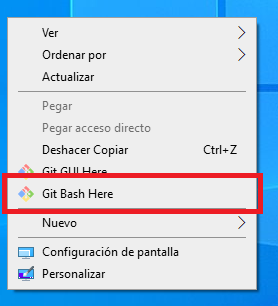 Ver
Ordenar por
Actualizar
Pegar
Pegar acceso directo
Deshacer Copiar Ctrl+Z
Git GUI Here
Git Bash Here
Nuevo
Configuración de pantalla
Personalizar